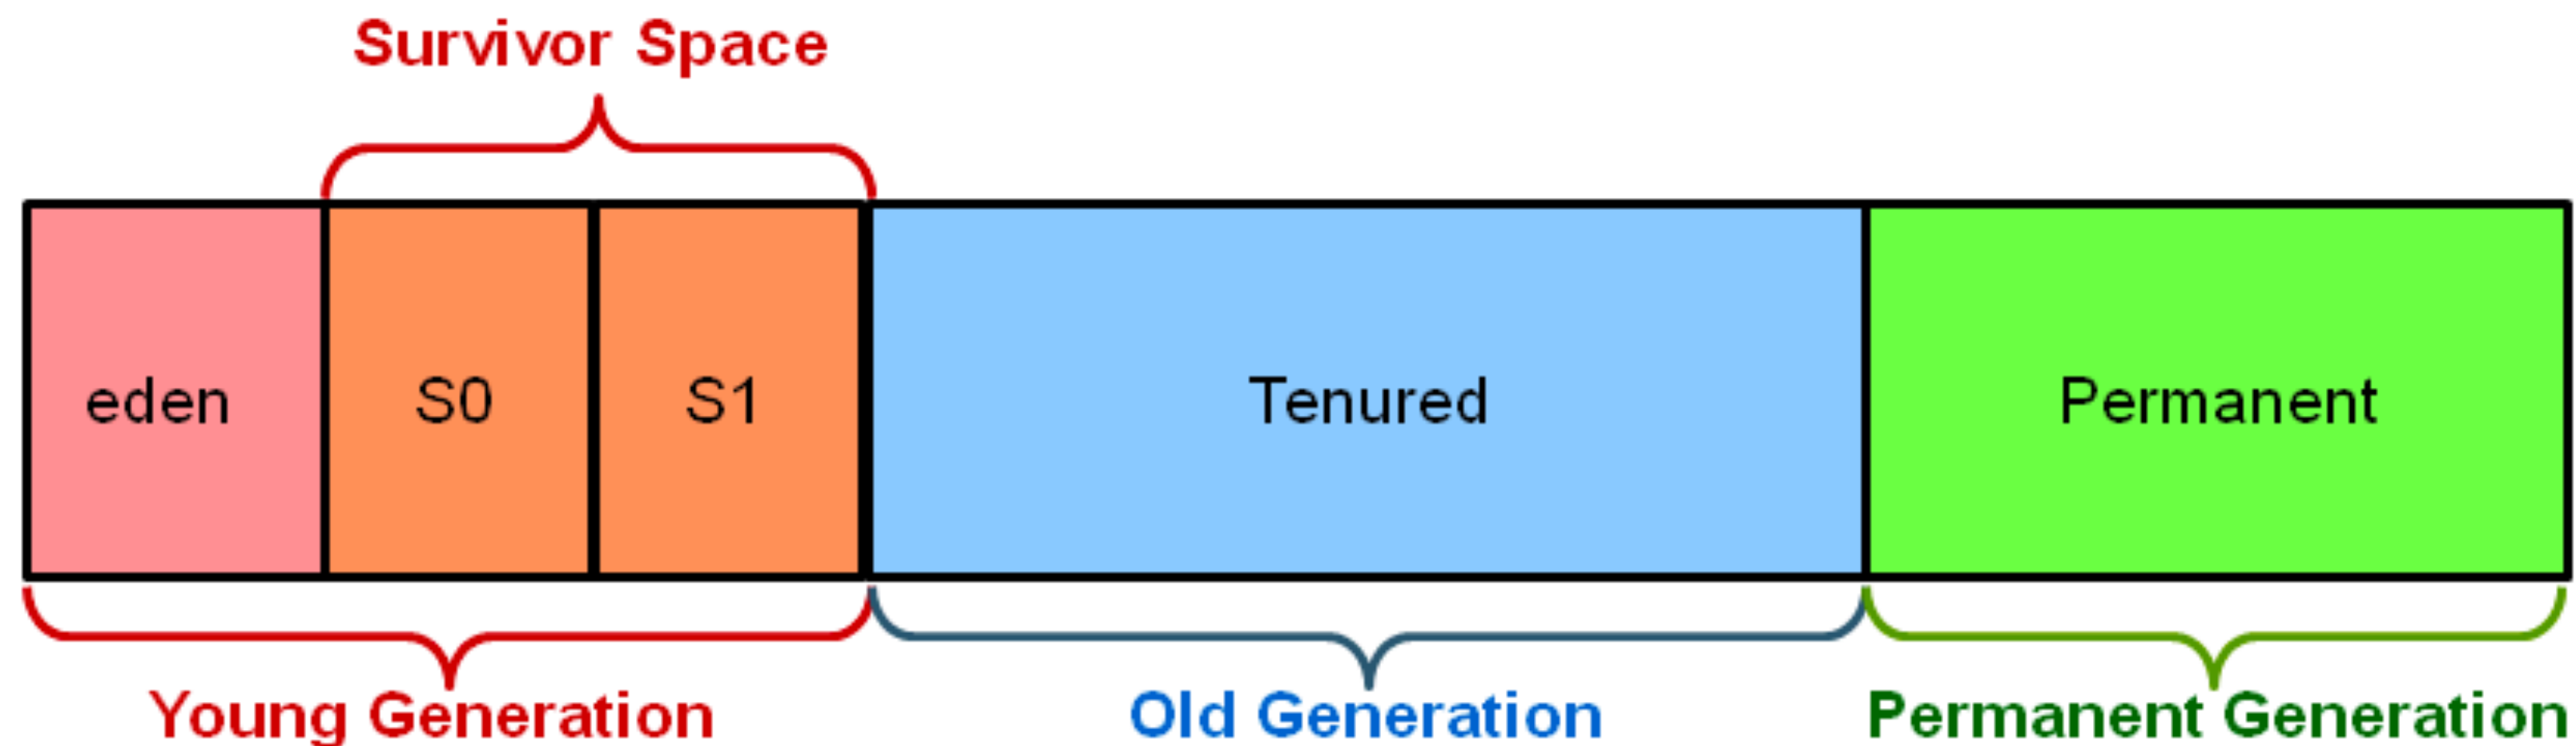 Survivor Space
eden
S0
S1
Tenured
Permanent
Young Generation
Old Generation
Permanent Generation